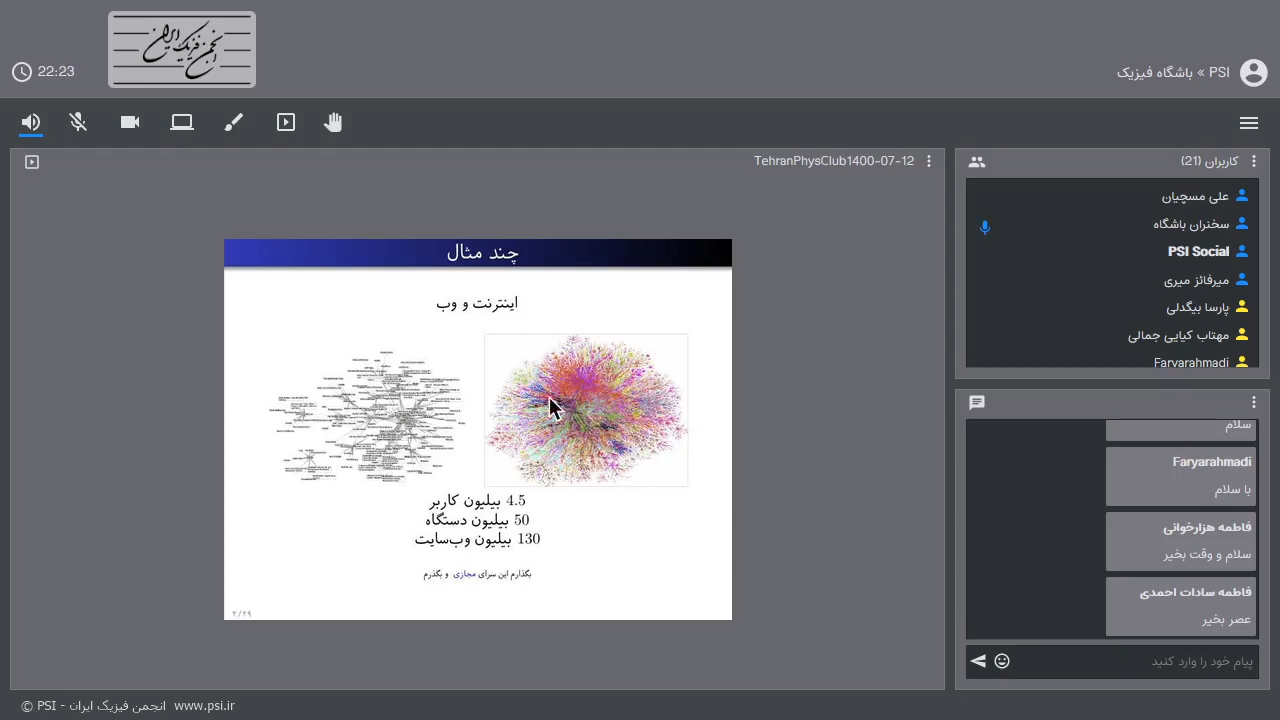 22:23
انجمن فیزیک ایران
PSI » باشگاه فیزیک
TehranPhysClub1400-07-12
چند مثال
اینترنت و وب
4.5 بیلیون کاربر
50 بیلیون دستگاه
130 بیلیون وب‌سایت
بگذارم این سرای مجازی و بگذرم
۲/۲۹
کاربران (21)
علی مسچیان
سخنران باشگاه
PSI Social
میرفائز میری
پارسا بیگدلی
مهتاب کیایی جمالی
Faryarahmadi
سلام
Faryarahmadi
با سلام
فاطمه هزارخوانی
سلام و وقت بخیر
فاطمه سادات احمدی
عصر بخیر
پیام خود را وارد کنید
© PSI - انجمن فیزیک ایران www.psi.ir